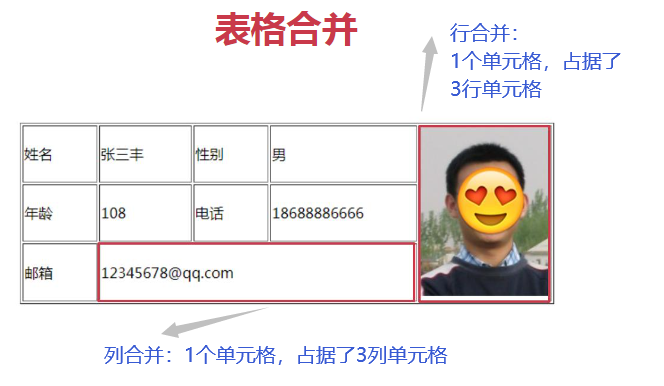 表格合并
行合并：
1个单元格，占据了
3行单元格
姓名 张三丰 性别 男
年龄 108 电话 18688886666
邮箱 12345678@qq.com
列合并：1个单元格，占据了3列单元格